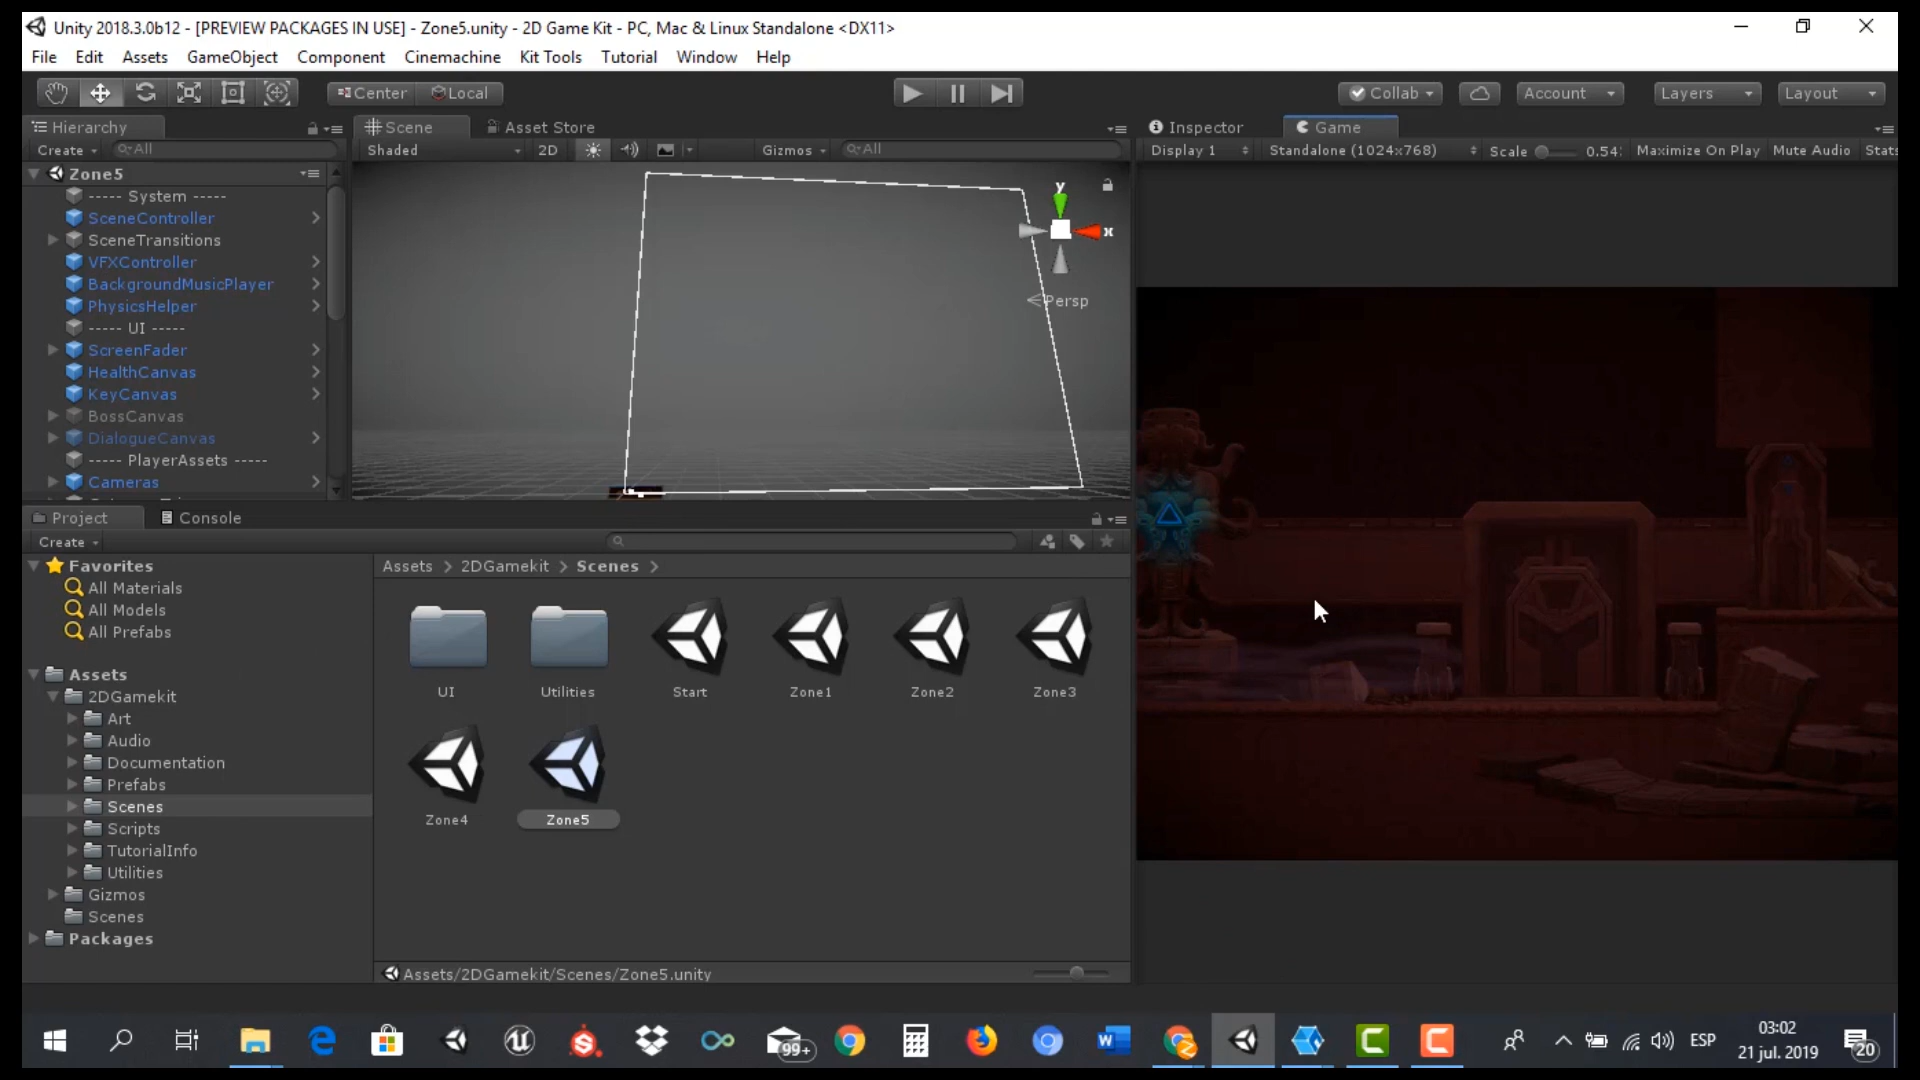 Unity 2018.3.0b12 - [PREVIEW PACKAGES IN USE] - Zone5.unity - 2D Game Kit - PC, Mac & Linux Standalone <DX11>
File Edit Assets GameObject Component Cinemachine Kit Tools Tutorial Window Help
Center Local Collab Account Layers Layout
Hierarchy Scene Asset Store Inspector Game
Create All Shaded 2D Gizmos All Display 1 Standalone (1024x768) Scale 0.54 Maximize On Play Mute Audio Stats
Zone5
----- System -----
SceneController
SceneTransitions
VFXController
BackgroundMusicPlayer
PhysicsHelper
----- UI -----
ScreenFader
HealthCanvas
KeyCanvas
BossCanvas
DialogueCanvas
----- PlayerAssets -----
Cameras
y
x
Persp
Project Console
Create
Favorites
All Materials
All Models
All Prefabs
Assets
2DGamekit
Art
Audio
Documentation
Prefabs
Scenes
Scripts
TutorialInfo
Utilities
Gizmos
Scenes
Packages
Assets > 2DGamekit > Scenes >
UI Utilities Start Zone1 Zone2 Zone3
Zone4 Zone5
Assets/2DGamekit/Scenes/Zone5.unity
99+
ESP
03:02
21 jul. 2019
20